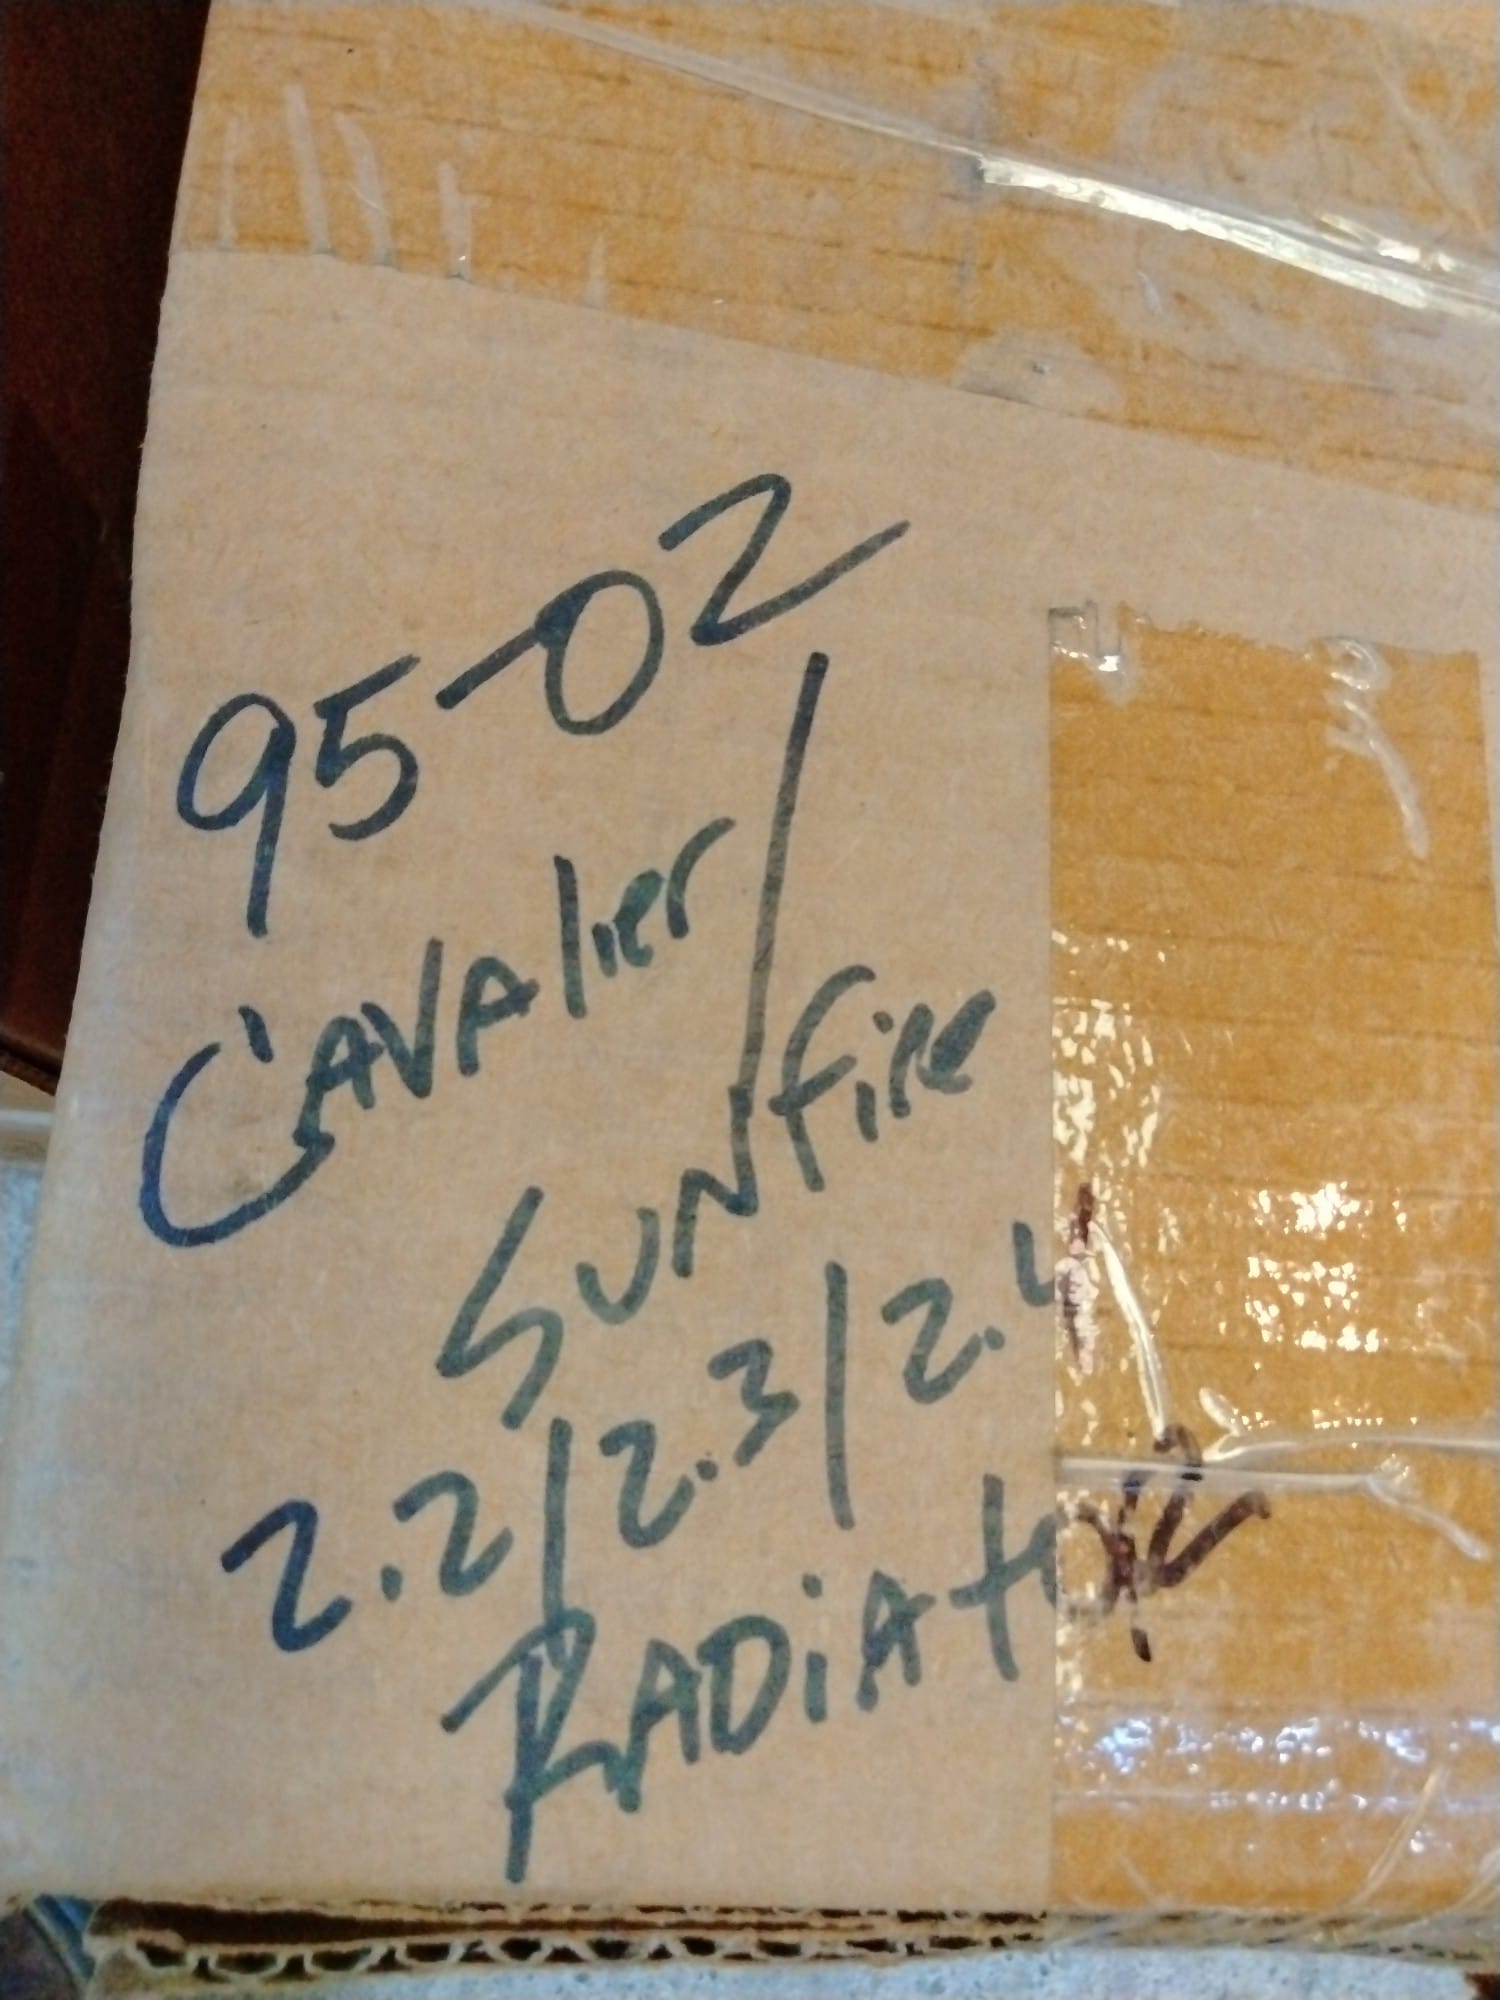 95-02
CAVAlier/
SUNfire
2.2/2.3/2.4
RADiAtor